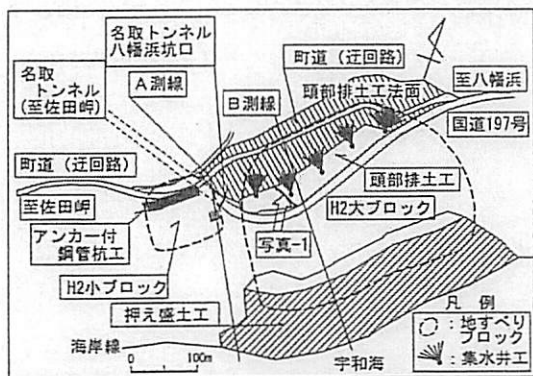 名取トンネル
八幡浜坑口
町道（迂回路）
至八幡浜
名取
トンネル
(至佐田岬)
A測線
B測線
頭部排土工法面
国道197号
町道（迂回路）
頭部排土工
至佐田岬
H2大ブロック
アンカー付
鋼管杭工
写真-1
H2小ブロック
押え盛土工
凡 例
：地すべり
ブロック
：集水井工
海岸線
0 100m
宇和海